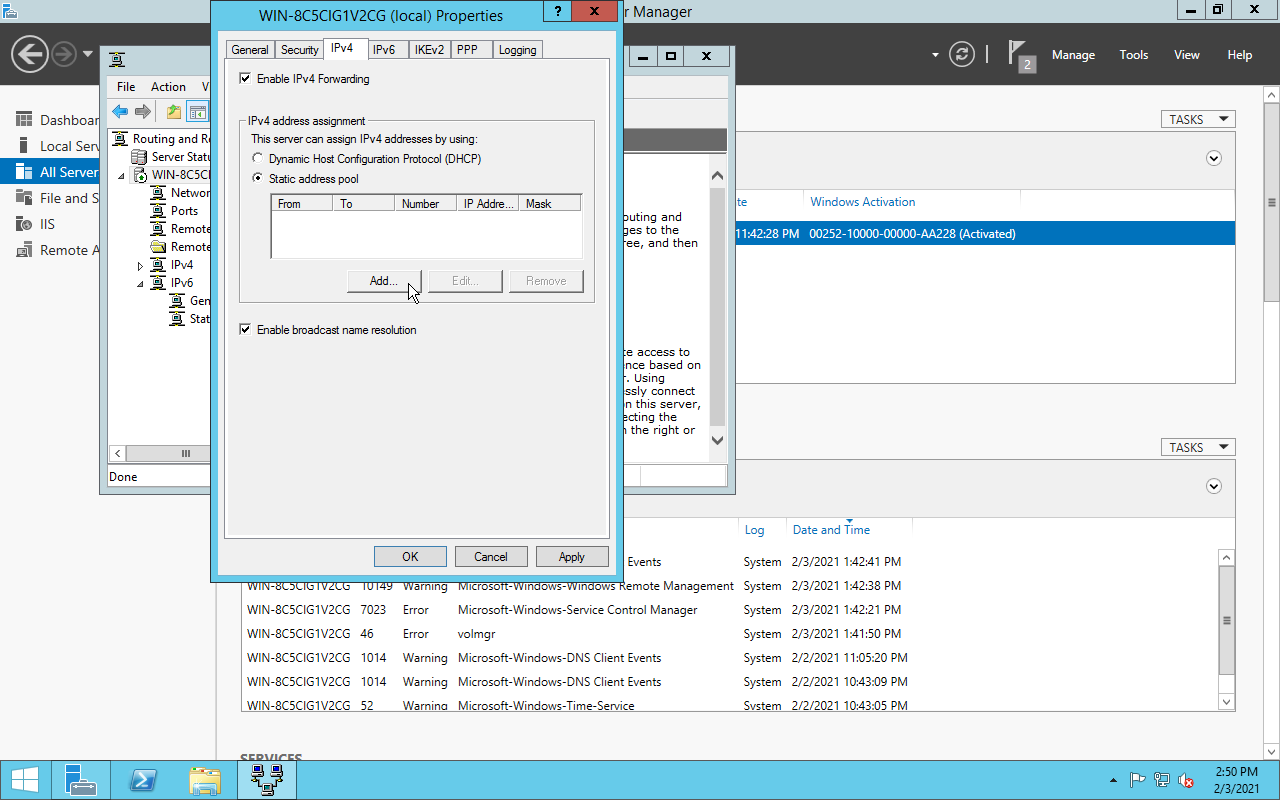 WIN-8C5CIG1V2CG (local) Properties
?
r Manager
2
Manage
Tools
View
Help
File
Action
V
General
Security
IPv4
IPv6
IKEv2
PPP
Logging
Enable IPv4 Forwarding
IPv4 address assignment
This server can assign IPv4 addresses by using:
Dynamic Host Configuration Protocol (DHCP)
Static address pool
From
To
Number
IP Addre...
Mask
Add...
Edit...
Remove
Enable broadcast name resolution
OK
Cancel
Apply
Dashboar
Local Serv
All Server
File and S
IIS
Remote A
Routing and Re
Server Statu
WIN-8C5CI
Networ
Ports
Remote
Remote
IPv4
IPv6
Gen
Stat
Done
outing and
ges to the
ree, and then
te access to
ence based on
r. Using
ssly connect
on this server,
ecting the
n the right or
TASKS
te
Windows Activation
11:42:28 PM
00252-10000-00000-AA228 (Activated)
TASKS
Log
Date and Time
Events
System
2/3/2021 1:42:41 PM
WIN-8C5CIG1V2CG 10149 Warning Microsoft-Windows-Windows Remote Management System 2/3/2021 1:42:38 PM
WIN-8C5CIG1V2CG 7023 Error Microsoft-Windows-Service Control Manager System 2/3/2021 1:42:21 PM
WIN-8C5CIG1V2CG 46 Error volmgr System 2/3/2021 1:41:50 PM
WIN-8C5CIG1V2CG 1014 Warning Microsoft-Windows-DNS Client Events System 2/2/2021 11:05:20 PM
WIN-8C5CIG1V2CG 1014 Warning Microsoft-Windows-DNS Client Events System 2/2/2021 10:43:09 PM
WIN-8C5CIG1V2CG 52 Warning Microsoft-Windows-Time-Service System 2/2/2021 10:43:05 PM
SERVICES
2:50 PM
2/3/2021